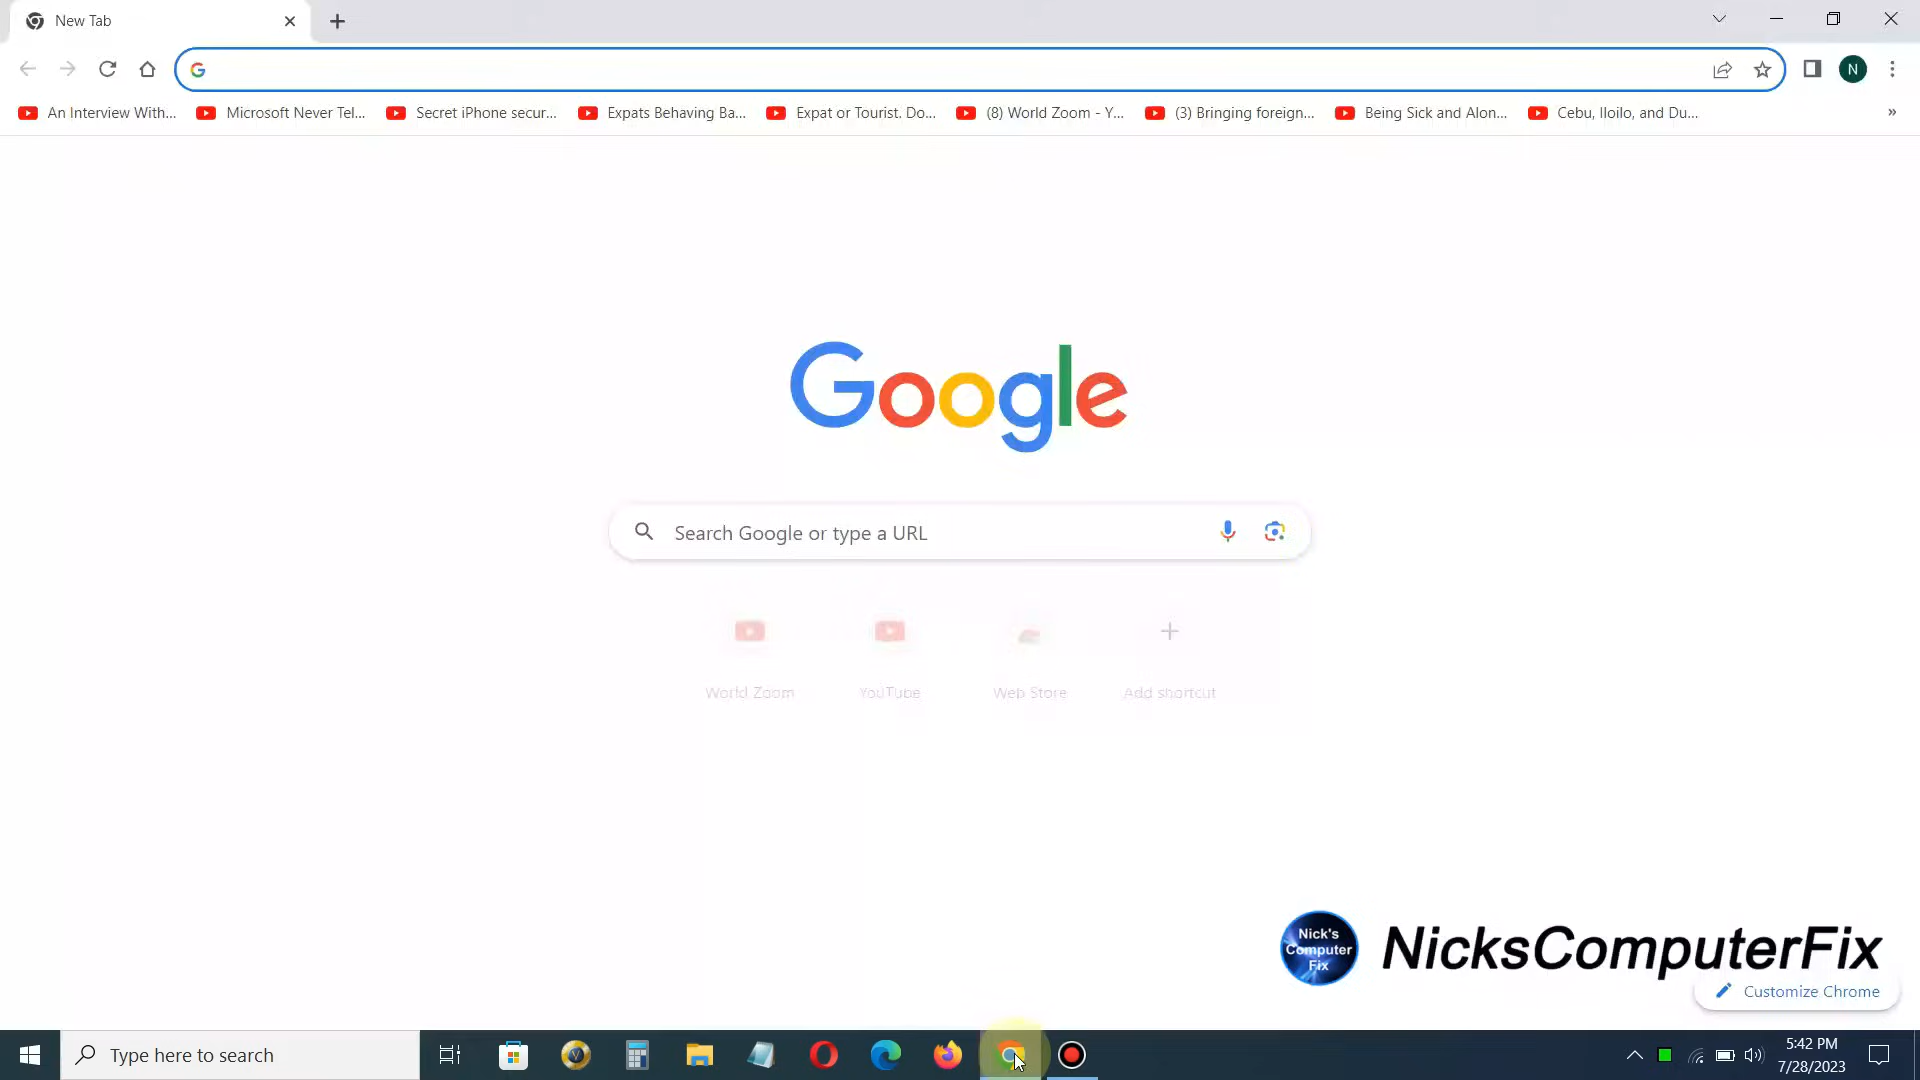 New Tab
An Interview With...
Microsoft Never Tel...
Secret iPhone secur...
Expats Behaving Ba...
Expat or Tourist. Do...
(8) World Zoom - Y...
(3) Bringing foreign...
Being Sick and Alon...
Cebu, Iloilo, and Du...
»
N
Google
Search Google or type a URL
World Zoom
YouTube
Web Store
Add shortcut
Nick's
Computer
Fix
NicksComputerFix
Customize Chrome
Type here to search
5:42 PM
7/28/2023